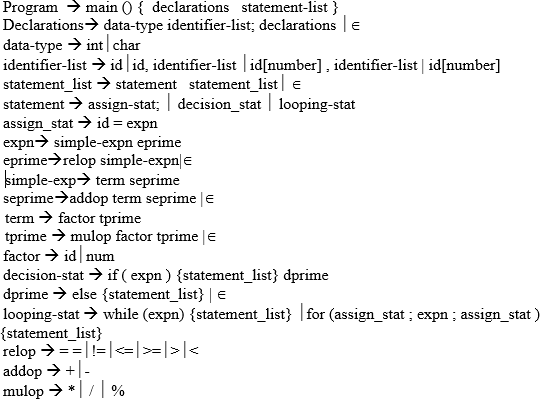 Program → main () { declarations statement-list }
Declarations→ data-type identifier-list; declarations | ∈
data-type → int|char
identifier-list → id|id, identifier-list |id[number] , identifier-list | id[number]
statement_list → statement statement_list| ∈
statement → assign-stat; | decision_stat | looping-stat
assign_stat → id = expn
expn→ simple-expn eprime
eprime→relop simple-expn|∈
simple-exp→ term seprime
seprime→addop term seprime |∈
term → factor tprime
tprime → mulop factor tprime |∈
factor → id|num
decision-stat → if ( expn ) {statement_list} dprime
dprime → else {statement_list} | ∈
looping-stat → while (expn) {statement_list} |for (assign_stat ; expn ; assign_stat )
{statement_list}
relop → = =|!=|<=|>=|>|<
addop → +|-
mulop → *| / | %